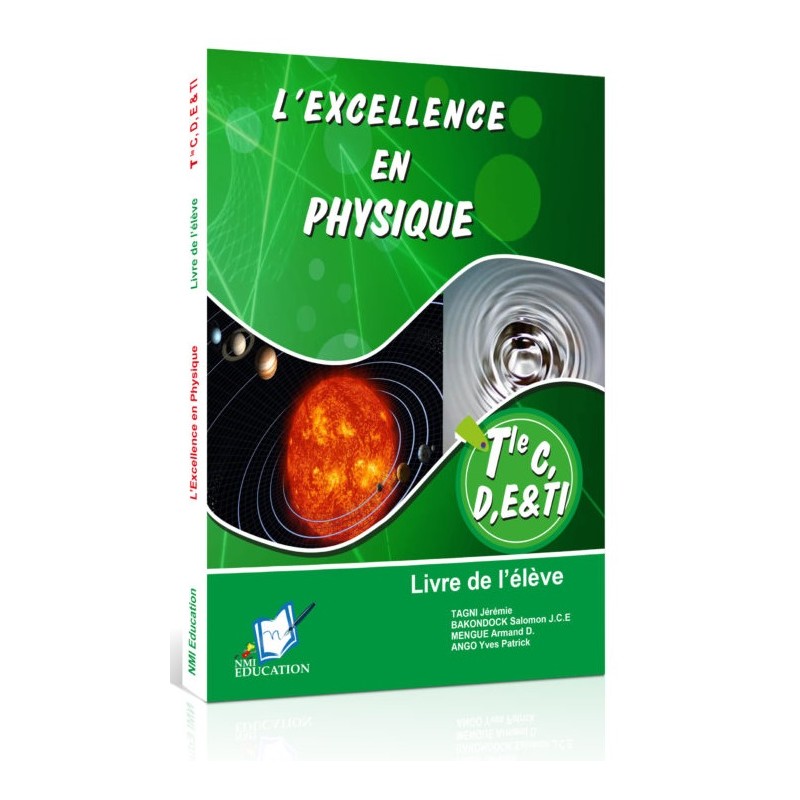 L'EXCELLENCE
EN
PHYSIQUE
Tle C,
D,E&TI
Livre de l'élève
TAGNI Jérémie
BAKONDOCK Salomon J.C.E
MENGUE Armand D.
ANGO Yves Patrick
NMI
EDUCATION
NMI Education
L'Excellence en Physique
Livre de l'élève
Tle C, D, E & TI